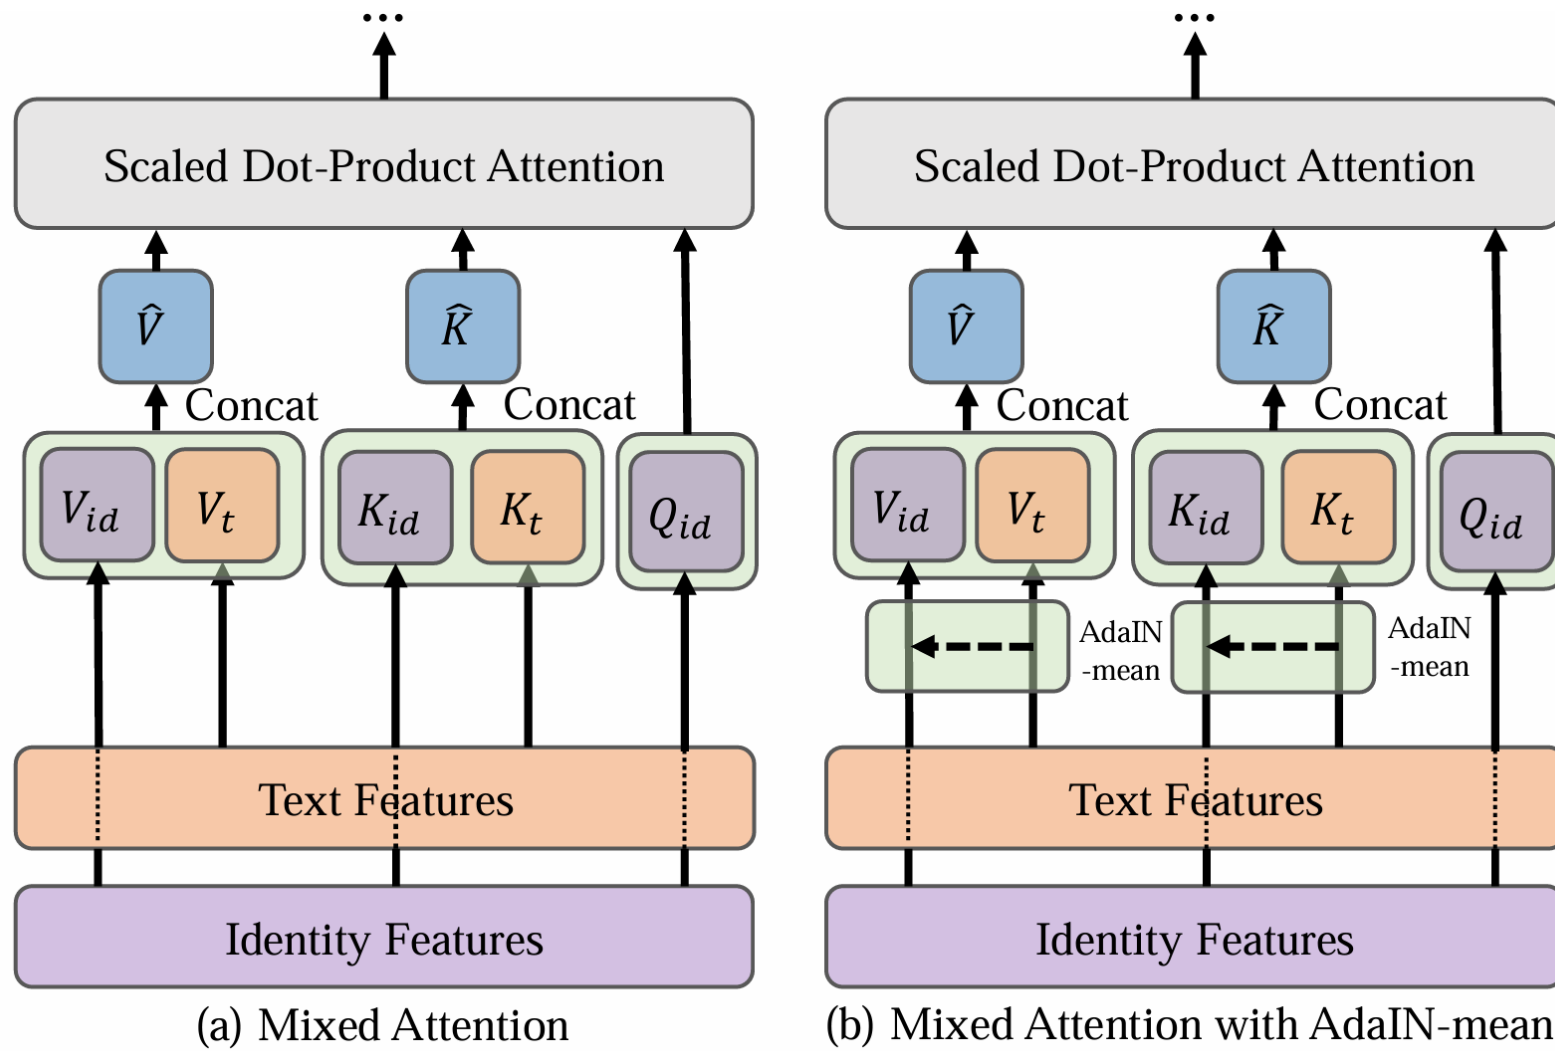 ...
Scaled Dot-Product Attention
V̂
K̂
Concat
Concat
V_id
V_t
K_id
K_t
Q_id
Text Features
Identity Features
(a) Mixed Attention
...
Scaled Dot-Product Attention
V̂
K̂
Concat
Concat
V_id
V_t
K_id
K_t
Q_id
AdaIN
-mean
AdaIN
-mean
Text Features
Identity Features
(b) Mixed Attention with AdaIN-mean